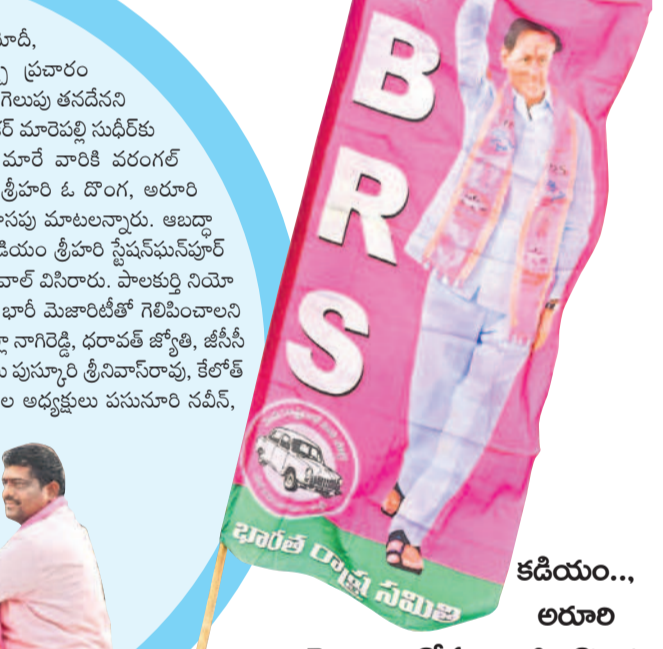 ప్రచారం
గెలుపు తనదేనని
మారెపల్లి సుధీర్‌కు
మారే వారికి వరంగల్
శ్రీహరి ఓ దొంగ, అరూరి
మాటలన్నారు. ఆబద్ధా
శ్రీహరి స్టేషన్‌ఘన్‌పూర్
విసిరారు. పాలకుర్తి నియో
భారీ మెజారిటీతో గెలిపించాలని
నాగిరెడ్డి, ధరావత్ జ్యోతి, జీసీసీ
పుస్కూరి శ్రీనివాస్‌రావు, కేలోత్
అధ్యక్షులు పసునూరి నవీన్,
B
R
S
భారత రాష్ట్ర సమితి
కడియం..,
అరూరి